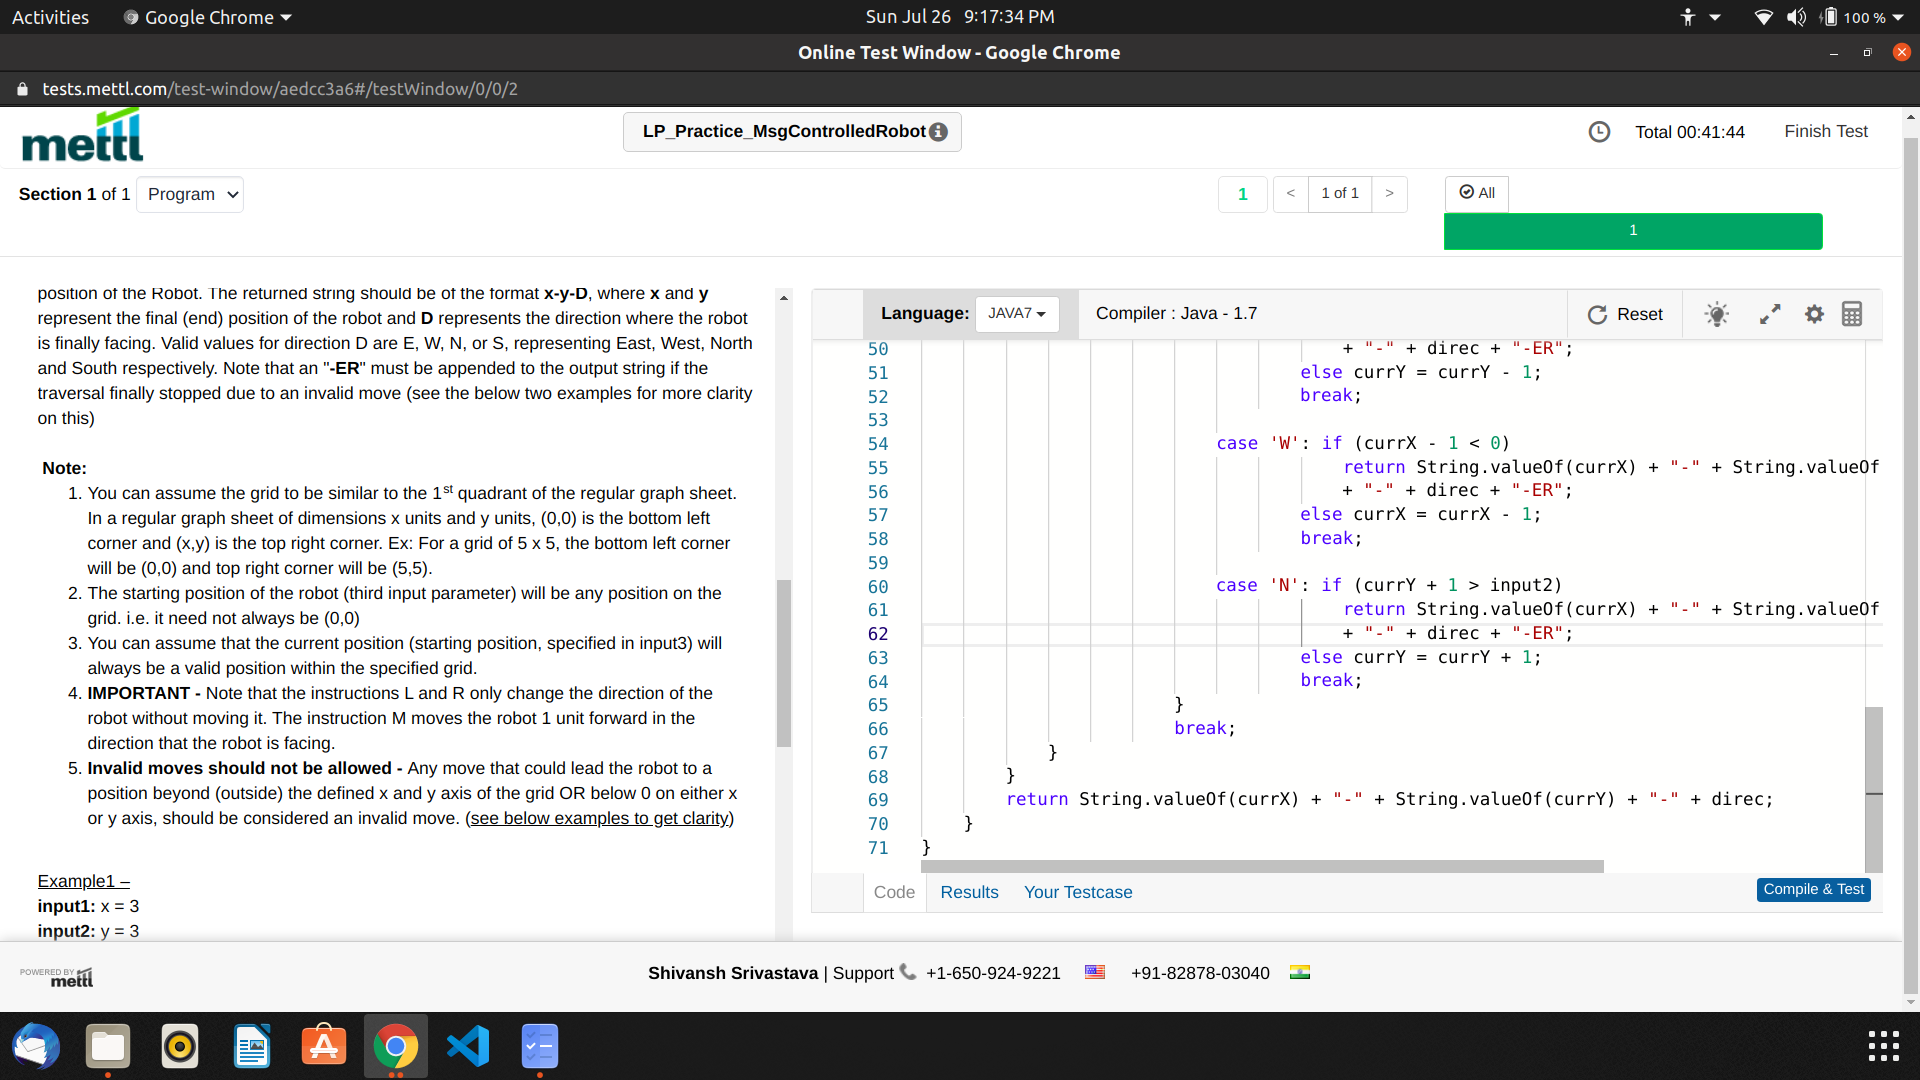 Activities
Google Chrome
Sun Jul 26 9:17:34 PM
100 %
Online Test Window - Google Chrome
tests.mettl.com/test-window/aedcc3a6#/testWindow/0/0/2
mettl
LP_Practice_MsgControlledRobot
Total 00:41:44
Finish Test
Section 1 of 1
Program
1
<
1 of 1
>
All
1
position of the Robot. The returned string should be of the format x-y-D, where x and y
represent the final (end) position of the robot and D represents the direction where the robot
is finally facing. Valid values for direction D are E, W, N, or S, representing East, West, North
and South respectively. Note that an "-ER" must be appended to the output string if the
traversal finally stopped due to an invalid move (see the below two examples for more clarity
on this)
Note:
1. You can assume the grid to be similar to the 1st quadrant of the regular graph sheet.
In a regular graph sheet of dimensions x units and y units, (0,0) is the bottom left
corner and (x,y) is the top right corner. Ex: For a grid of 5 x 5, the bottom left corner
will be (0,0) and top right corner will be (5,5).
2. The starting position of the robot (third input parameter) will be any position on the
grid. i.e. it need not always be (0,0)
3. You can assume that the current position (starting position, specified in input3) will
always be a valid position within the specified grid.
4. IMPORTANT - Note that the instructions L and R only change the direction of the
robot without moving it. The instruction M moves the robot 1 unit forward in the
direction that the robot is facing.
5. Invalid moves should not be allowed - Any move that could lead the robot to a
position beyond (outside) the defined x and y axis of the grid OR below 0 on either x
or y axis, should be considered an invalid move. (see below examples to get clarity)
Example1 –
input1: x = 3
input2: y = 3
Language: JAVA7
Compiler : Java - 1.7
Reset
50 + "-" + direc + "-ER";
51 else currY = currY - 1;
52 break;
53
54 case 'W': if (currX - 1 < 0)
55 return String.valueOf(currX) + "-" + String.valueOf
56 + "-" + direc + "-ER";
57 else currX = currX - 1;
58 break;
59
60 case 'N': if (currY + 1 > input2)
61 return String.valueOf(currX) + "-" + String.valueOf
62 + "-" + direc + "-ER";
63 else currY = currY + 1;
64 break;
65 }
66 break;
67 }
68 }
69 return String.valueOf(currX) + "-" + String.valueOf(currY) + "-" + direc;
70 }
71 }
Code
Results
Your Testcase
Compile & Test
POWERED BY
mettl
Shivansh Srivastava | Support +1-650-924-9221 +91-82878-03040